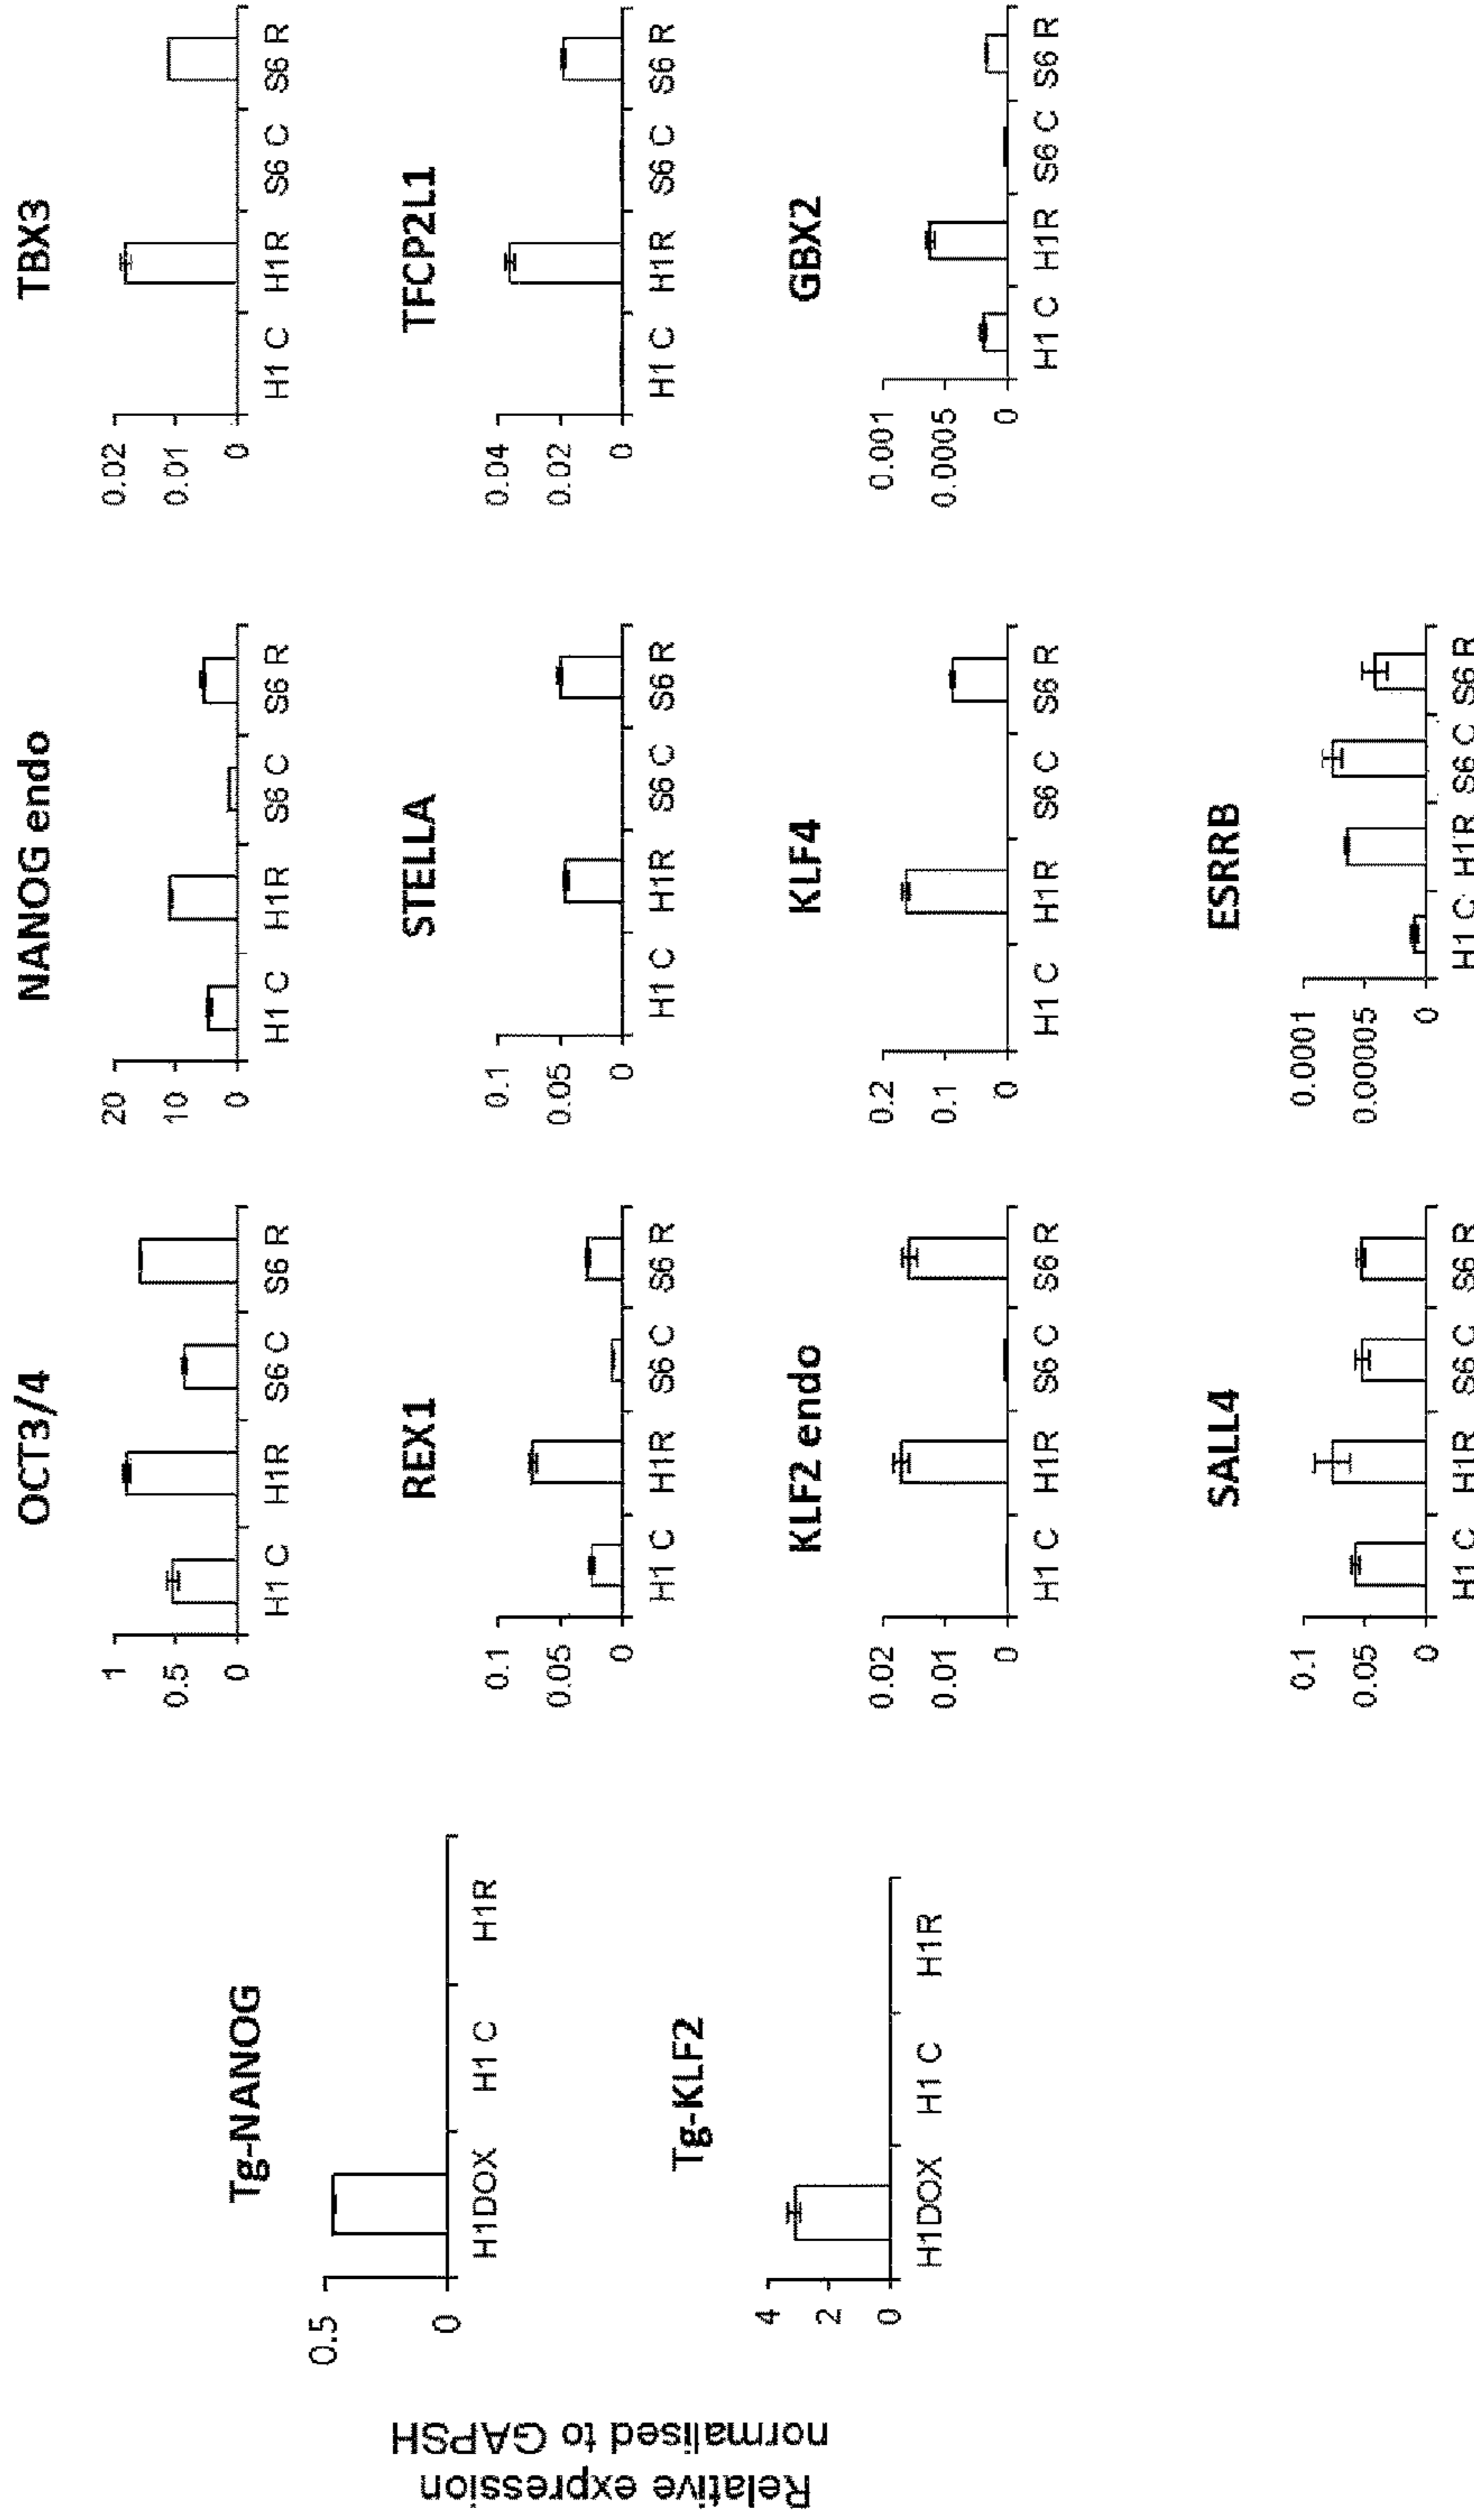 Relative expression
normalised to GAPSH
Tg-NANOG
0.5
0
H1DOX H1 C H1R
Tg-KLF2
4
2
0
H1DOX H1 C H1R
OCT3/4
1
0.5
0
H1 C H1R S6 C S6 R
NANOG endo
20
10
0
H1 C H1R S6 C S6 R
TBX3
0.02
0.01
0
H1 C H1R S6 C S6 R
REX1
0.1
0.05
0
H1 C H1R S6 C S6 R
STELLA
0.1
0.05
0
H1 C H1R S6 C S6 R
TFCP2L1
0.04
0.02
0
H1 C H1R S6 C S6 R
KLF2 endo
0.02
0.01
0
H1 C H1R S6 C S6 R
KLF4
0.2
0.1
0
H1 C H1R S6 C S6 R
GBX2
0.001
0.0005
0
H1 C H1R S6 C S6 R
SALL4
0.1
0.05
0
H1 C H1R S6 C S6 R
ESRRB
0.0001
0.00005
0
H1 C H1R S6 C S6 R